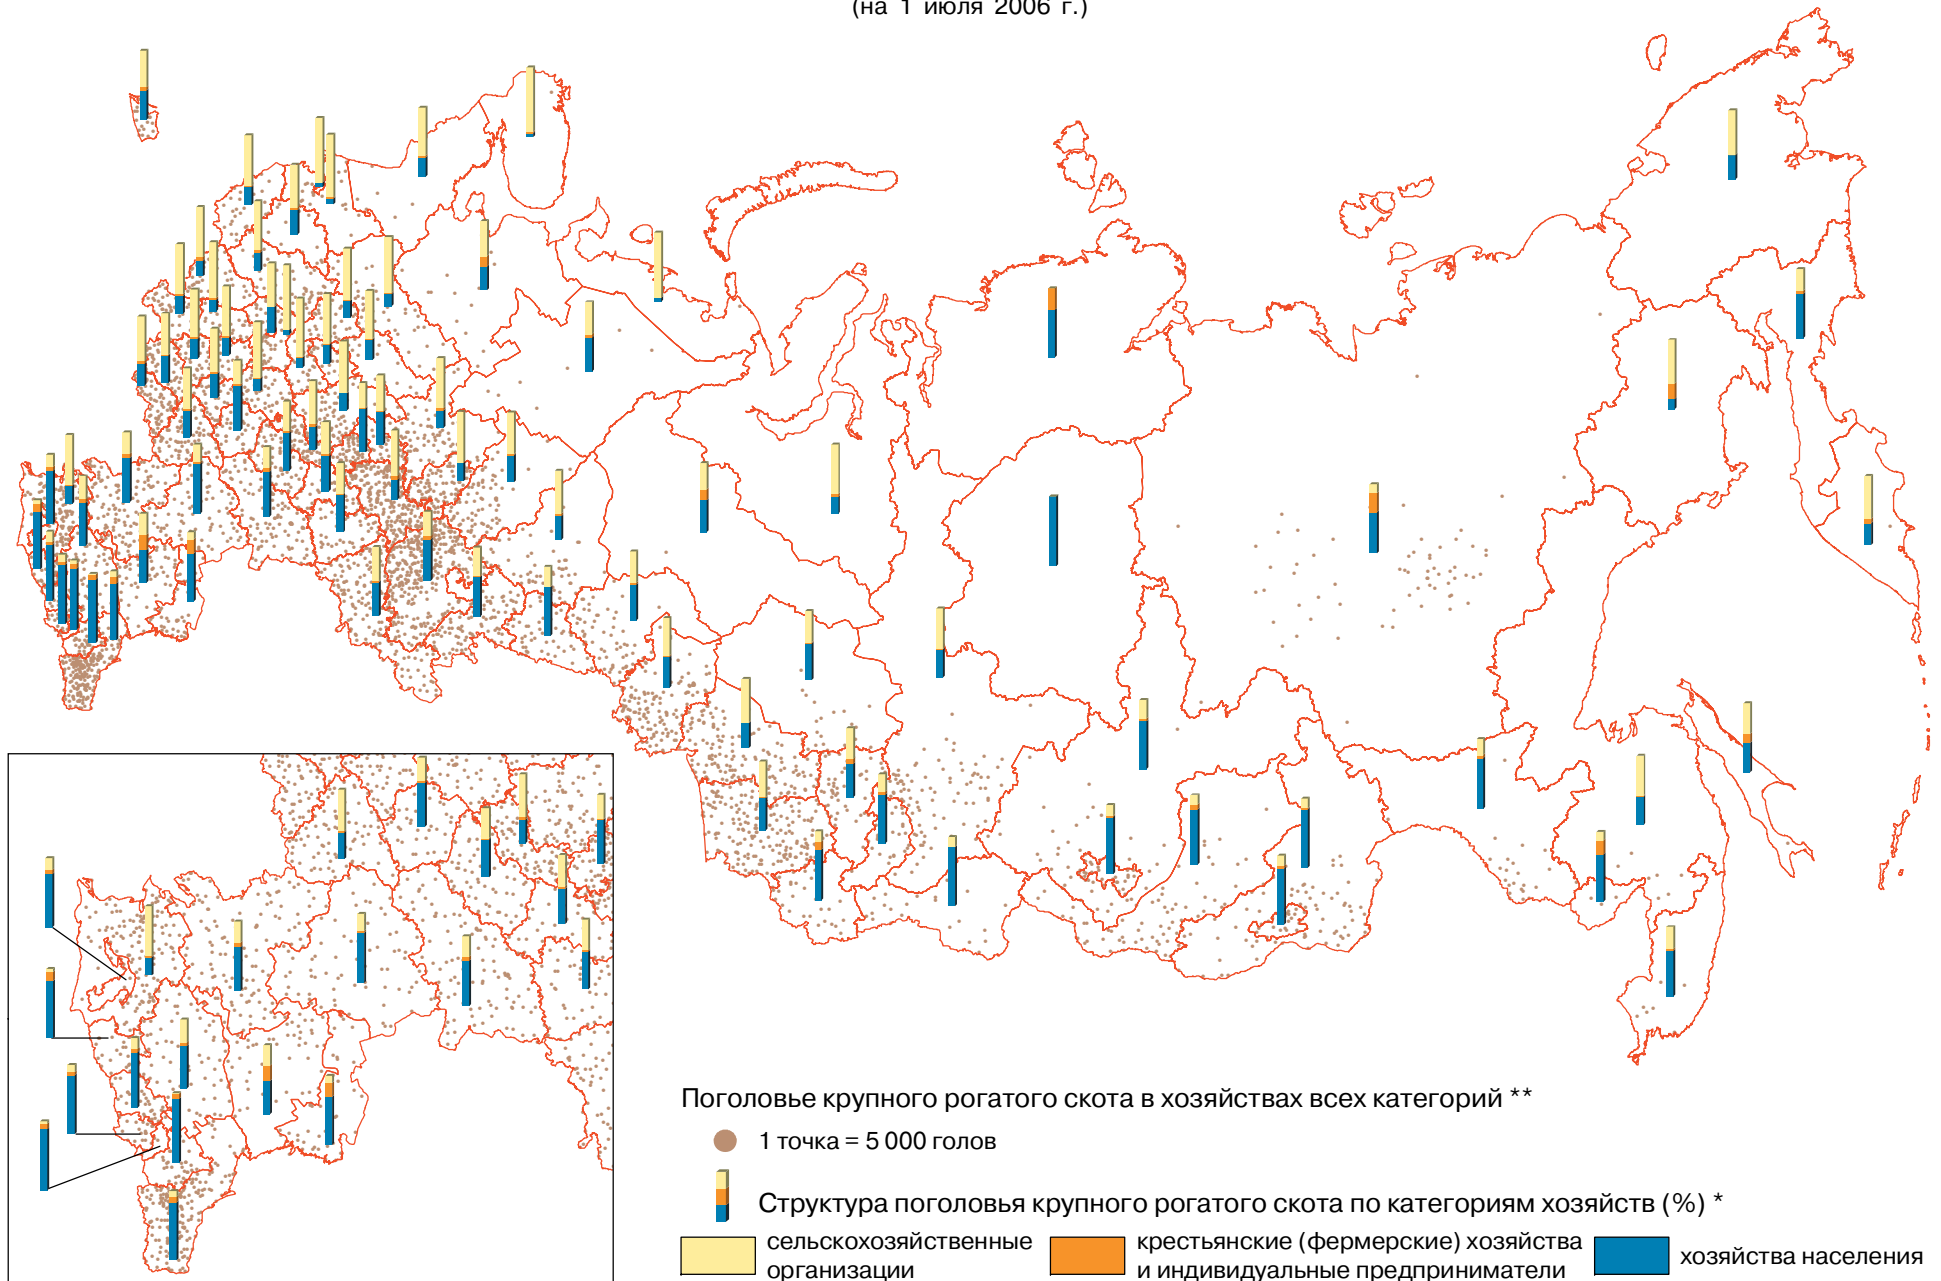 (на 1 июля 2006 г.)
Поголовье крупного рогатого скота в хозяйствах всех категорий **
1 точка = 5 000 голов
Структура поголовья крупного рогатого скота по категориям хозяйств (%) *
сельскохозяйственные
организации
крестьянские (фермерские) хозяйства
и индивидуальные предприниматели
хозяйства населения